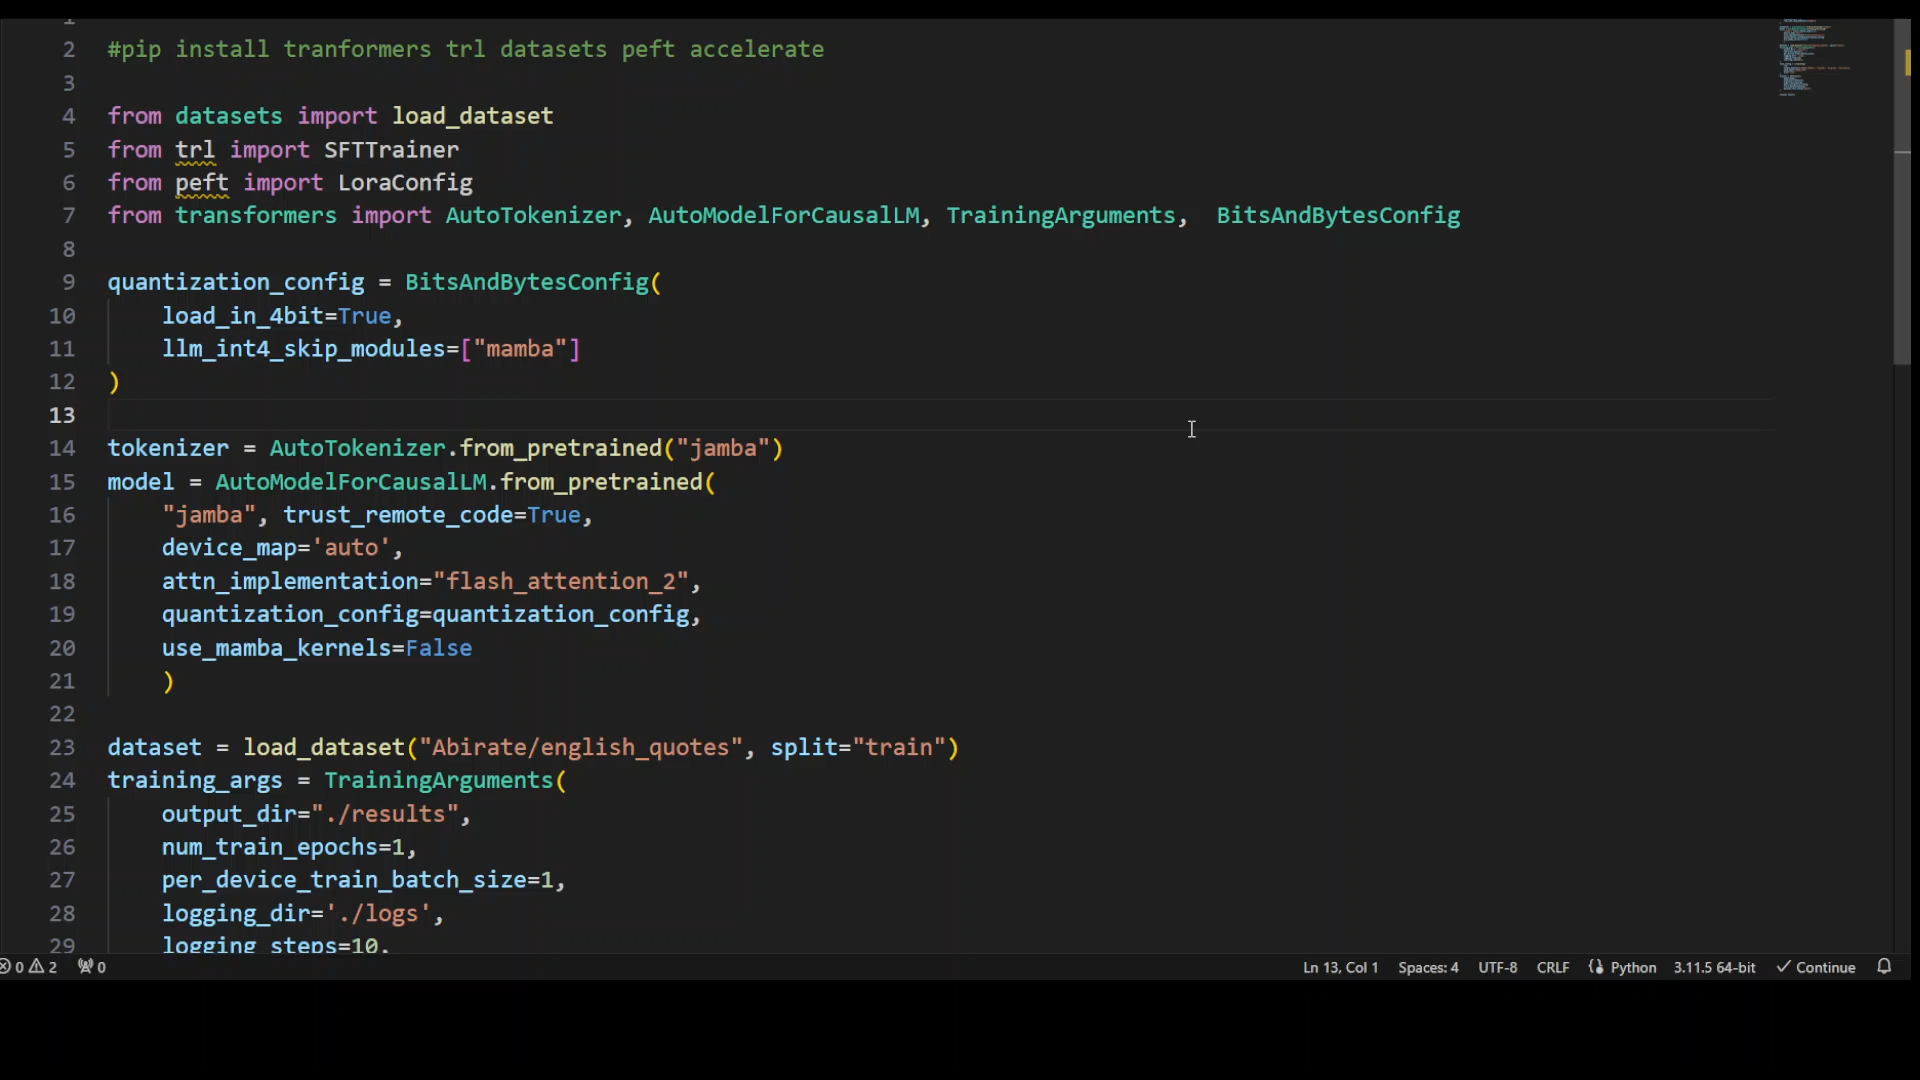 1
2 #pip install tranformers trl datasets peft accelerate
3
4 from datasets import load_dataset
5 from trl import SFTTrainer
6 from peft import LoraConfig
7 from transformers import AutoTokenizer, AutoModelForCausalLM, TrainingArguments,  BitsAndBytesConfig
8
9 quantization_config = BitsAndBytesConfig(
10     load_in_4bit=True,
11     llm_int4_skip_modules=["mamba"]
12 )
13
14 tokenizer = AutoTokenizer.from_pretrained("jamba")
15 model = AutoModelForCausalLM.from_pretrained(
16     "jamba", trust_remote_code=True,
17     device_map='auto',
18     attn_implementation="flash_attention_2",
19     quantization_config=quantization_config,
20     use_mamba_kernels=False
21     )
22
23 dataset = load_dataset("Abirate/english_quotes", split="train")
24 training_args = TrainingArguments(
25     output_dir="./results",
26     num_train_epochs=1,
27     per_device_train_batch_size=1,
28     logging_dir='./logs',
29     logging_steps=10,
0 2 0 Ln 13, Col 1 Spaces: 4 UTF-8 CRLF Python 3.11.5 64-bit Continue